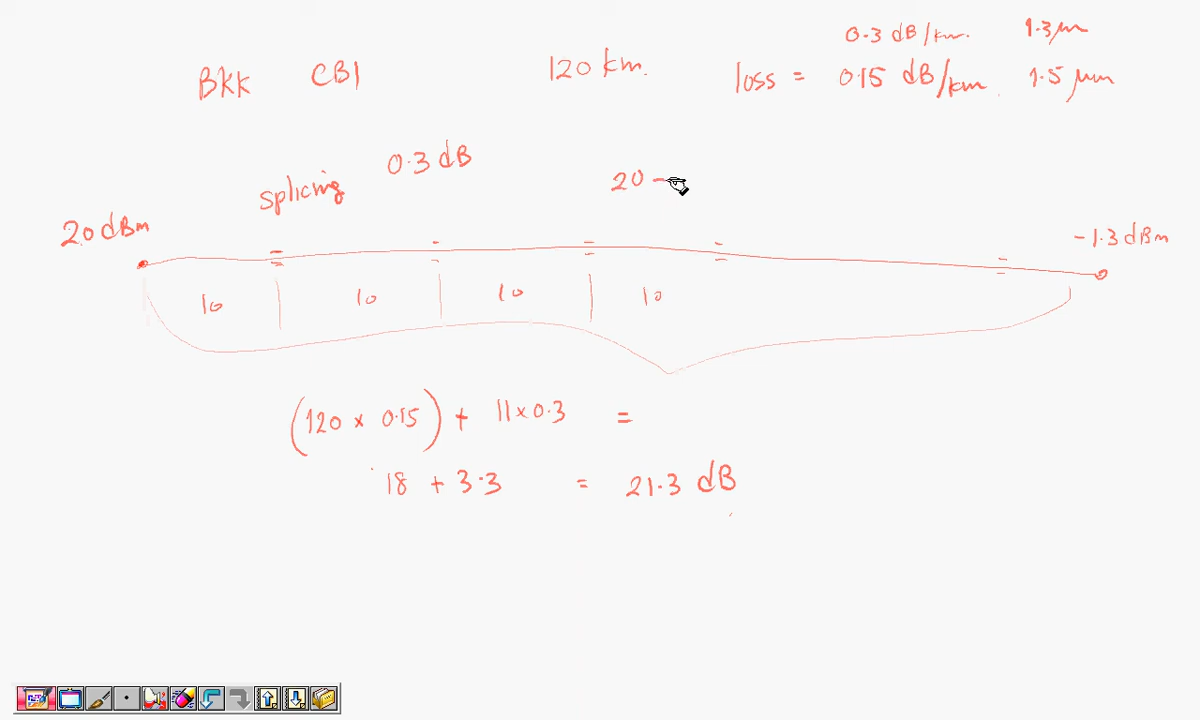 0.3 dB/km. 1.3 μm
BKK CBI 120 km. loss = 0.15 dB/km. 1.5 μm
splicing 0.3 dB
20 -
20 dBm
-1.3 dBm
10 10 10 10
(120 × 0.15) + 11 × 0.3 =
18 + 3.3 = 21.3 dB